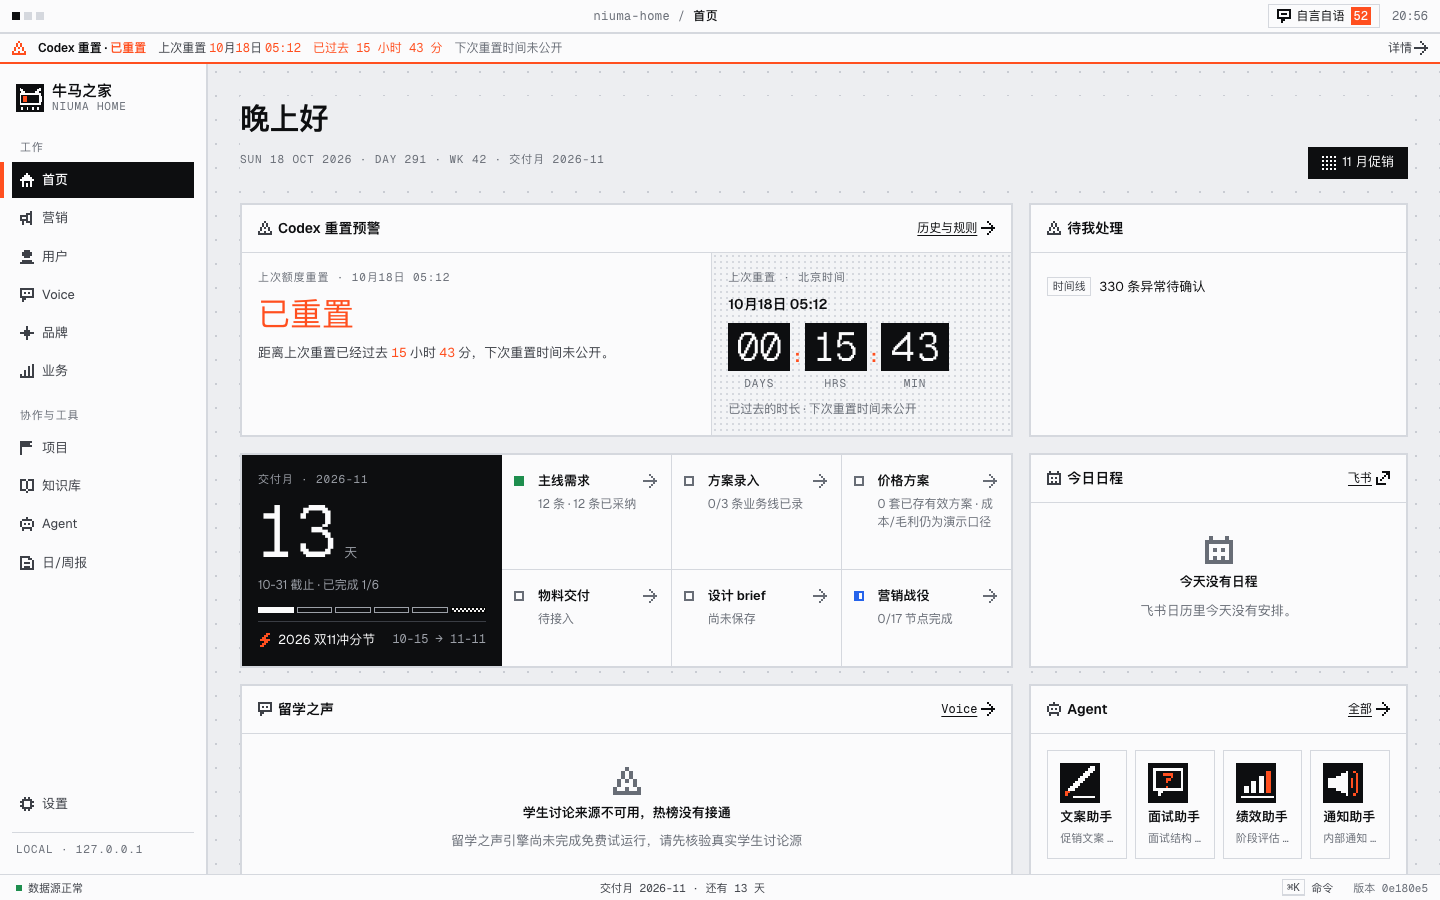 niuma-home / 首页
自言自语 52
20:56
Codex 重置 · 已重置 上次重置 10月18日 05:12 已过去 15 小时 43 分 下次重置时间未公开
详情
牛马之家
NIUMA HOME
工作
首页
营销
用户
Voice
品牌
业务
协作与工具
项目
知识库
Agent
日/周报
设置
LOCAL · 127.0.0.1
晚上好
SUN 18 OCT 2026 · DAY 291 · WK 42 · 交付月 2026-11
11 月促销
Codex 重置预警
历史与规则
上次额度重置 · 10月18日 05:12
已重置
距离上次重置已经过去 15 小时 43 分，下次重置时间未公开。
上次重置 · 北京时间
10月18日 05:12
00 : 15 : 43
DAYS HRS MIN
已过去的时长 · 下次重置时间未公开
待我处理
时间线 330 条异常待确认
交付月 · 2026-11
13 天
10-31 截止 · 已完成 1/6
2026 双11冲分节 10-15 → 11-11
主线需求
12 条 · 12 条已采纳
方案录入
0/3 条业务线已录
价格方案
0 套已存有效方案 · 成
本/毛利仍为演示口径
物料交付
待接入
设计 brief
尚未保存
营销战役
0/17 节点完成
今日日程
飞书
今天没有日程
飞书日历里今天没有安排。
留学之声
Voice
学生讨论来源不可用，热榜没有接通
留学之声引擎尚未完成免费试运行，请先核验真实学生讨论源
Agent
全部
文案助手
促销文案 …
面试助手
面试结构 …
绩效助手
阶段评估 …
通知助手
内部通知 …
数据源正常
交付月 2026-11 · 还有 13 天
⌘K 命令
版本 0e180e5